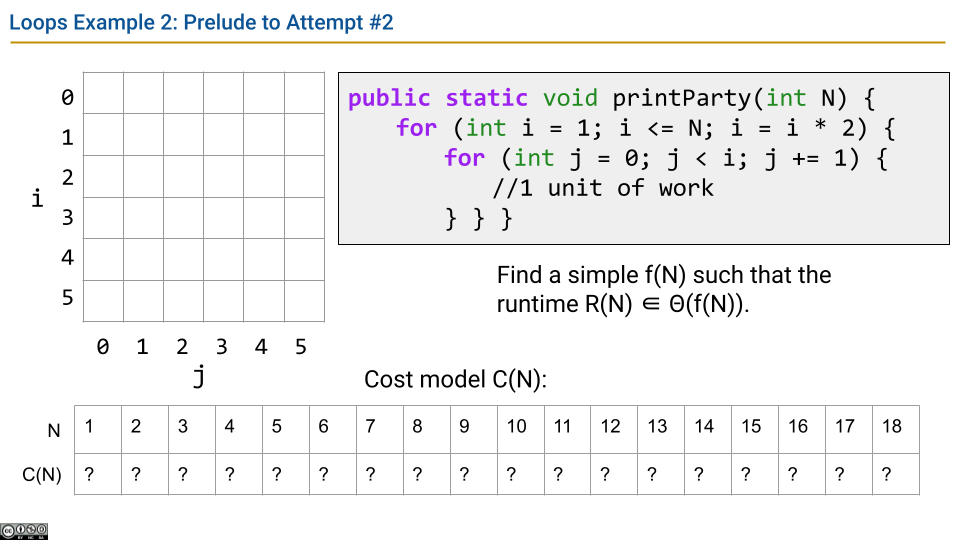 Loops Example 2: Prelude to Attempt #2
0
1
2
i
3
4
5
0 1 2 3 4 5
j
public static void printParty(int N) {
for (int i = 1; i <= N; i = i * 2) {
for (int j = 0; j < i; j += 1) {
//1 unit of work
} } }
Find a simple f(N) such that the
runtime R(N) ∈ Θ(f(N)).
Cost model C(N):
N 1 2 3 4 5 6 7 8 9 10 11 12 13 14 15 16 17 18
C(N) ? ? ? ? ? ? ? ? ? ? ? ? ? ? ? ? ? ?
cc
BY NC SA